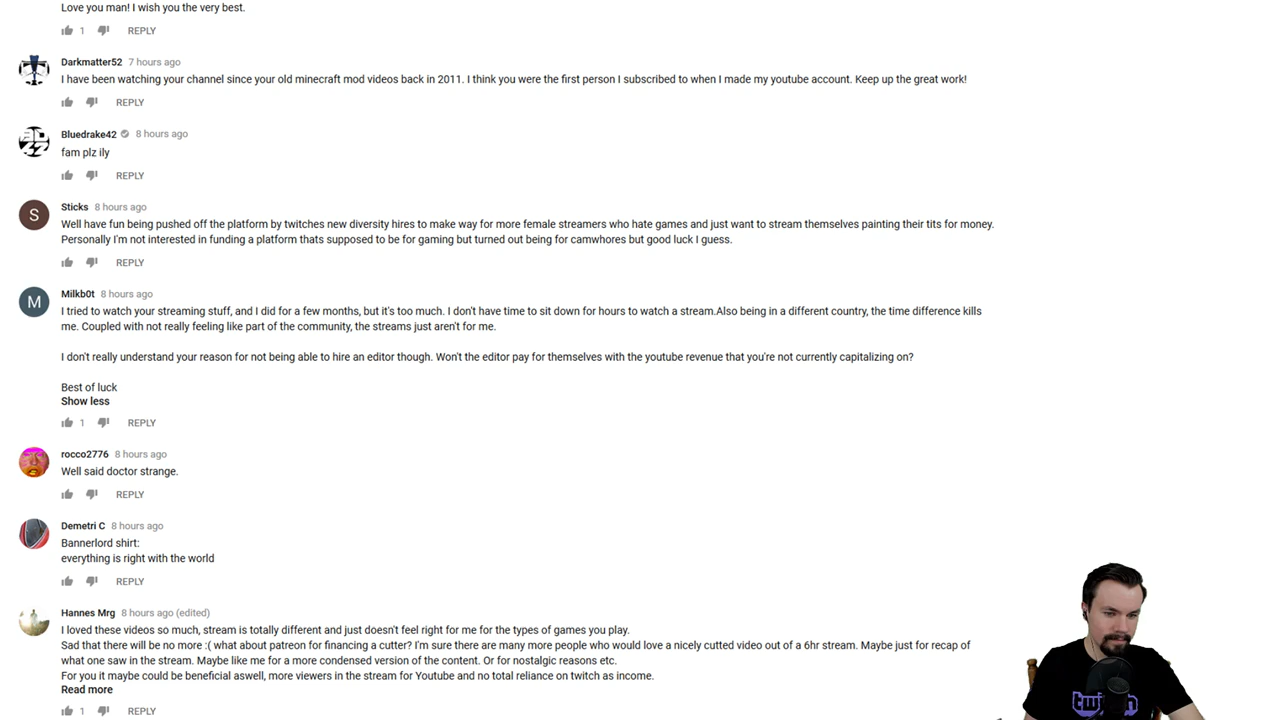 Love you man! I wish you the very best.
1 REPLY
Darkmatter52 7 hours ago
I have been watching your channel since your old minecraft mod videos back in 2011. I think you were the first person I subscribed to when I made my youtube account. Keep up the great work!
REPLY
Bluedrake42 8 hours ago
fam plz ily
REPLY
S
Sticks 8 hours ago
Well have fun being pushed off the platform by twitches new diversity hires to make way for more female streamers who hate games and just want to stream themselves painting their tits for money.
Personally I'm not interested in funding a platform thats supposed to be for gaming but turned out being for camwhores but good luck I guess.
REPLY
M
Milkb0t 8 hours ago
I tried to watch your streaming stuff, and I did for a few months, but it's too much. I don't have time to sit down for hours to watch a stream.Also being in a different country, the time difference kills
me. Coupled with not really feeling like part of the community, the streams just aren't for me.
I don't really understand your reason for not being able to hire an editor though. Won't the editor pay for themselves with the youtube revenue that you're not currently capitalizing on?
Best of luck
Show less
1 REPLY
rocco2776 8 hours ago
Well said doctor strange.
REPLY
Demetri C 8 hours ago
Bannerlord shirt:
everything is right with the world
REPLY
Hannes Mrg 8 hours ago (edited)
I loved these videos so much, stream is totally different and just doesn't feel right for me for the types of games you play.
Sad that there will be no more :( what about patreon for financing a cutter? I'm sure there are many more people who would love a nicely cutted video out of a 6hr stream. Maybe just for recap of
what one saw in the stream. Maybe like me for a more condensed version of the content. Or for nostalgic reasons etc.
For you it maybe could be beneficial aswell, more viewers in the stream for Youtube and no total reliance on twitch as income.
Read more
1 REPLY